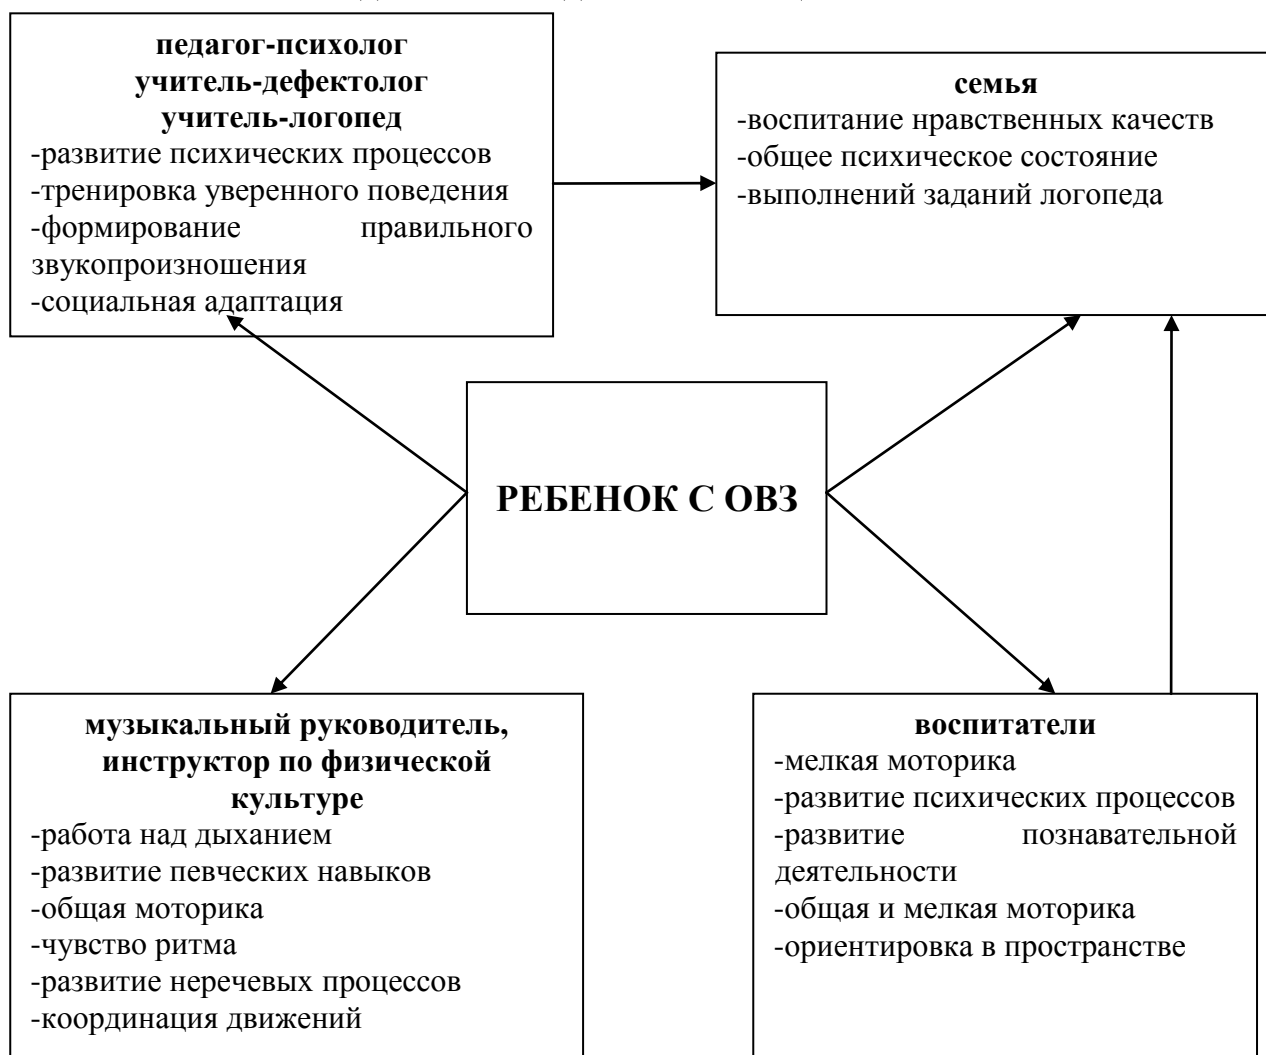 педагог-психолог
учитель-дефектолог
учитель-логопед
-развитие психических процессов
-тренировка уверенного поведения
-формирование правильного
звукопроизношения
-социальная адаптация
семья
-воспитание нравственных качеств
-общее психическое состояние
-выполнений заданий логопеда
РЕБЕНОК С ОВЗ
музыкальный руководитель,
инструктор по физической
культуре
-работа над дыханием
-развитие певческих навыков
-общая моторика
-чувство ритма
-развитие неречевых процессов
-координация движений
воспитатели
-мелкая моторика
-развитие психических процессов
-развитие познавательной
деятельности
-общая и мелкая моторика
-ориентировка в пространстве